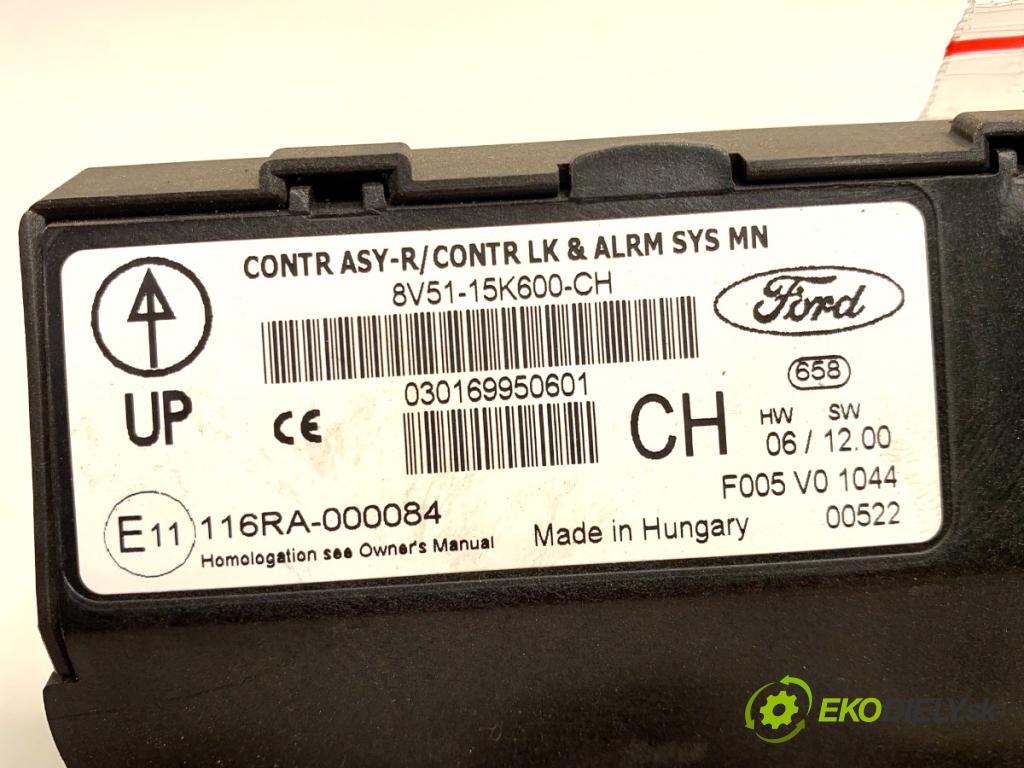 CONTR ASY-R/CONTR LK & ALRM SYS MN
8V51-15K600-CH
Ford
UP
CE
030169950601
CH
658
HW SW
06 / 12.00
F005 V0 1044
00522
E11 116RA-000084
Homologation see Owner's Manual
Made in Hungary
EKODIELY.sk